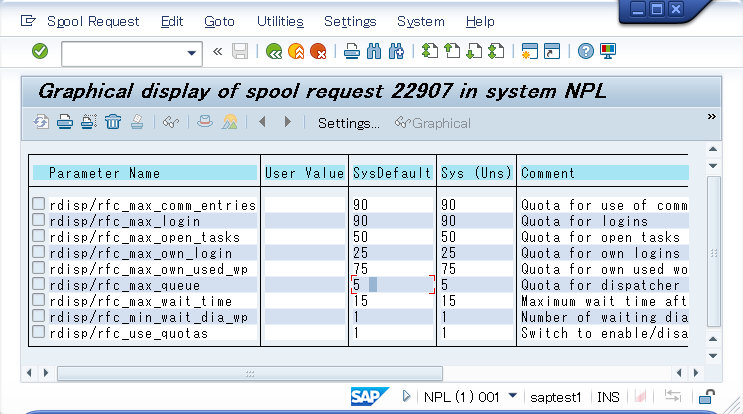 Spool Request Edit Goto Utilities Settings System Help
Graphical display of spool request 22907 in system NPL
Settings... Graphical
Parameter Name User Value SysDefault Sys (Uns) Comment
rdisp/rfc_max_comm_entries 90 90 Quota for use of comm
rdisp/rfc_max_login 90 90 Quota for logins
rdisp/rfc_max_open_tasks 50 50 Quota for open tasks
rdisp/rfc_max_own_login 25 25 Quota for own logins
rdisp/rfc_max_own_used_wp 75 75 Quota for own used wo
rdisp/rfc_max_queue 5 5 Quota for dispatcher
rdisp/rfc_max_wait_time 15 15 Maximum wait time aft
rdisp/rfc_min_wait_dia_wp 1 1 Number of waiting dia
rdisp/rfc_use_quotas 1 1 Switch to enable/disa
SAP NPL (1) 001 saptest1 INS